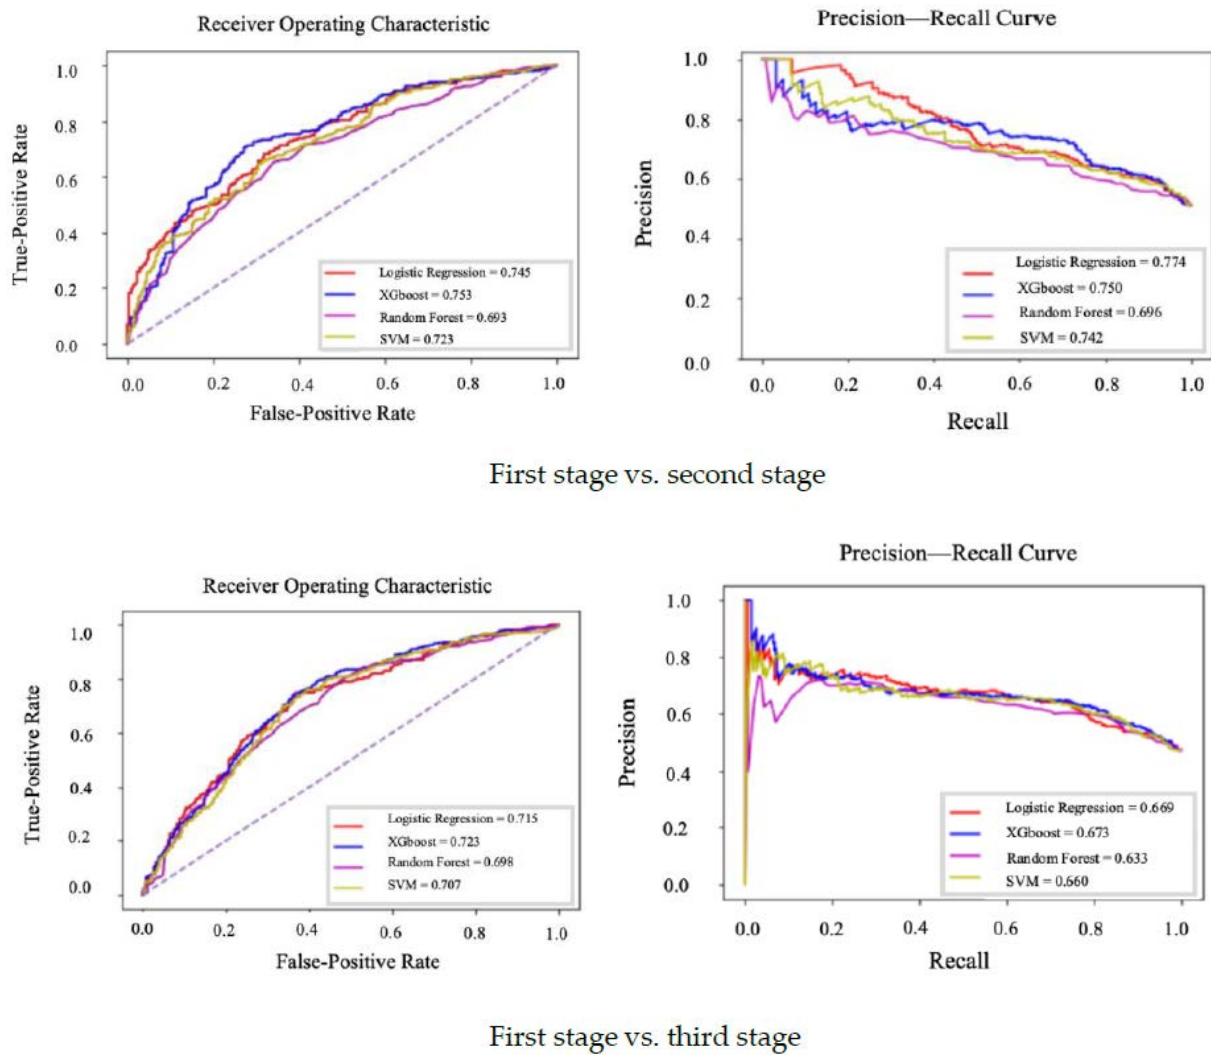 Receiver Operating Characteristic
1.0
0.8
0.6
0.4
0.2
0.0
True-Positive Rate
Logistic Regression = 0.745
XGboost = 0.753
Random Forest = 0.693
SVM = 0.723
0.0 0.2 0.4 0.6 0.8 1.0
False-Positive Rate
Precision—Recall Curve
1.0
0.8
0.6
0.4
0.2
0.0
Precision
Logistic Regression = 0.774
XGboost = 0.750
Random Forest = 0.696
SVM = 0.742
0.0 0.2 0.4 0.6 0.8 1.0
Recall
First stage vs. second stage
Receiver Operating Characteristic
1.0
0.8
0.6
0.4
0.2
0.0
True-Positive Rate
Logistic Regression = 0.715
XGboost = 0.723
Random Forest = 0.698
SVM = 0.707
0.0 0.2 0.4 0.6 0.8 1.0
False-Positive Rate
Precision—Recall Curve
1.0
0.8
0.6
0.4
0.2
0.0
Precision
Logistic Regression = 0.669
XGboost = 0.673
Random Forest = 0.633
SVM = 0.660
0.0 0.2 0.4 0.6 0.8 1.0
Recall
First stage vs. third stage